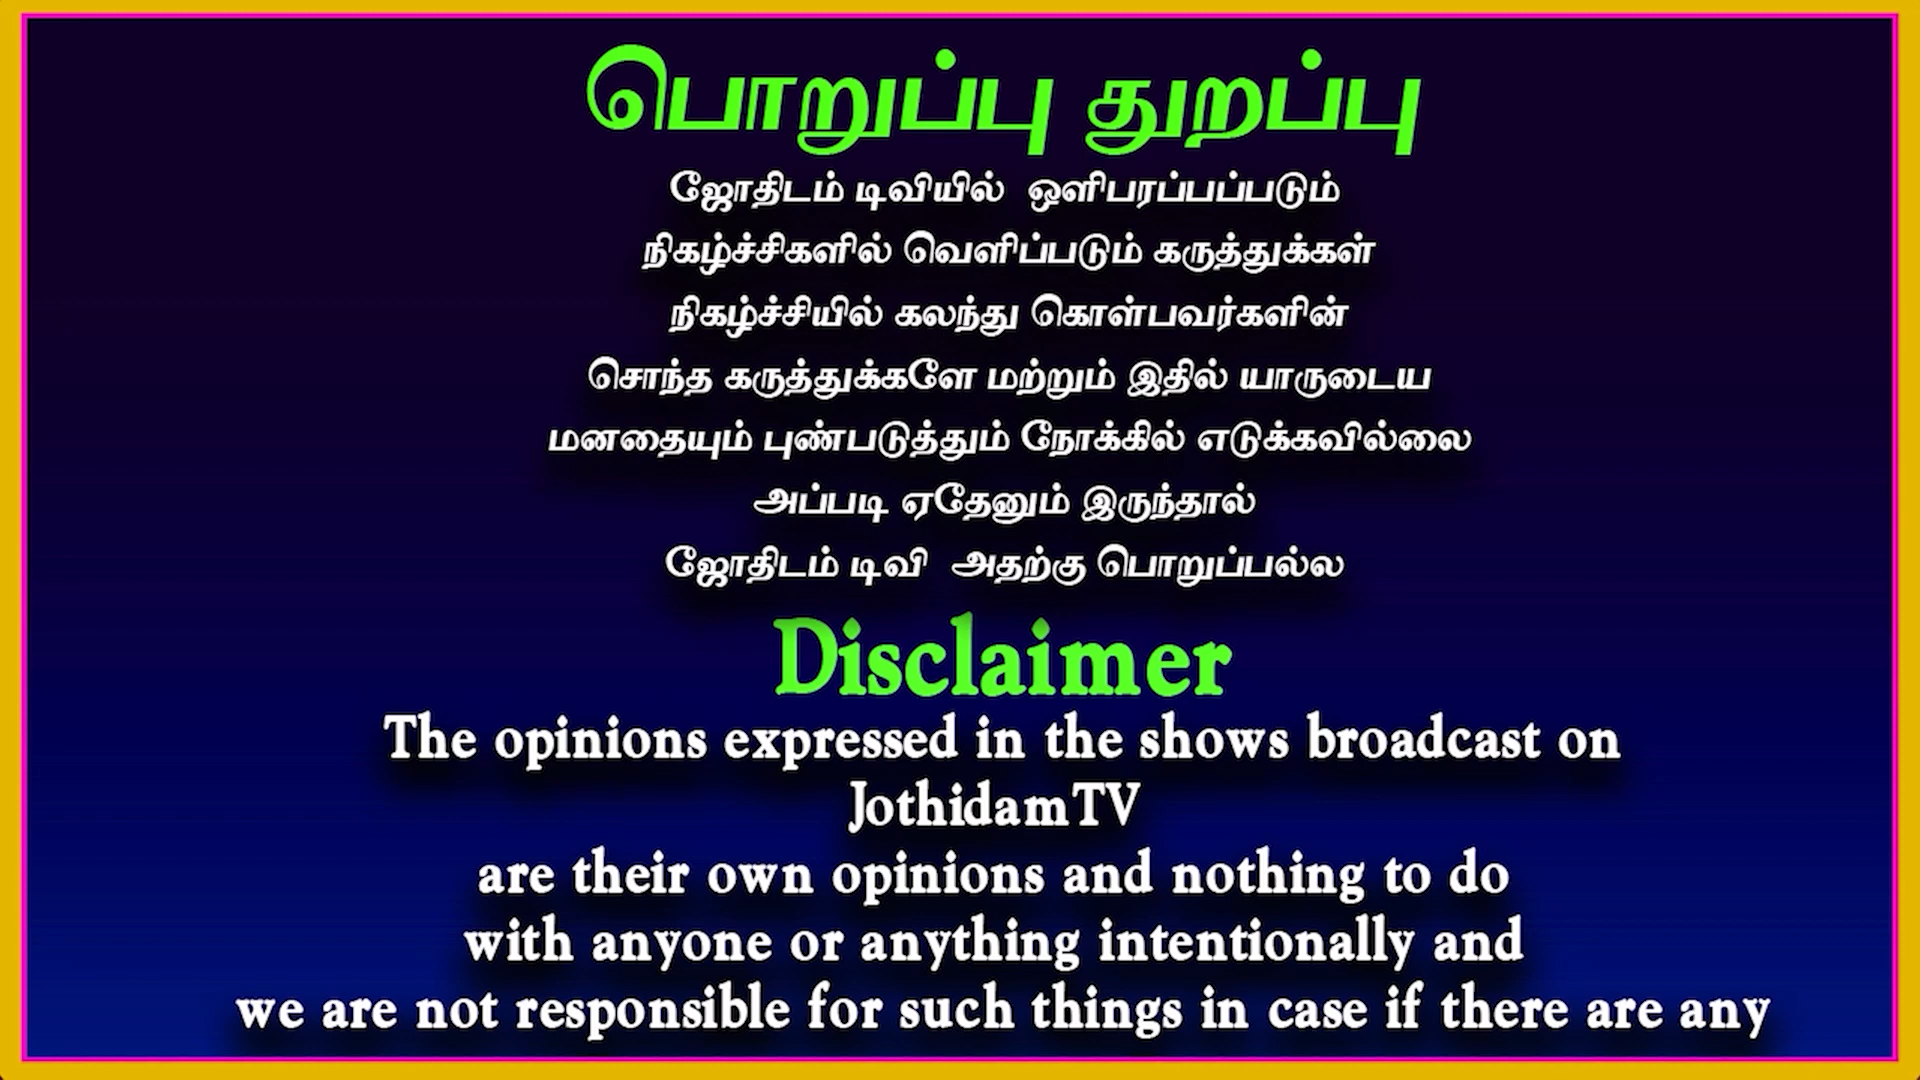 பொறுப்பு துறப்பு
ஜோதிடம் டிவியில் ஒளிபரப்பப்படும்
நிகழ்ச்சிகளில் வெளிப்படும் கருத்துக்கள்
நிகழ்ச்சியில் கலந்து கொள்பவர்களின்
சொந்த கருத்துக்களே மற்றும் இதில் யாருடைய
மனதையும் புண்படுத்தும் நோக்கில் எடுக்கவில்லை
அப்படி ஏதேனும் இருந்தால்
ஜோதிடம் டிவி அதற்கு பொறுப்பல்ல
Disclaimer
The opinions expressed in the shows broadcast on
JothidamTV
are their own opinions and nothing to do
with anyone or anything intentionally and
we are not responsible for such things in case if there are any